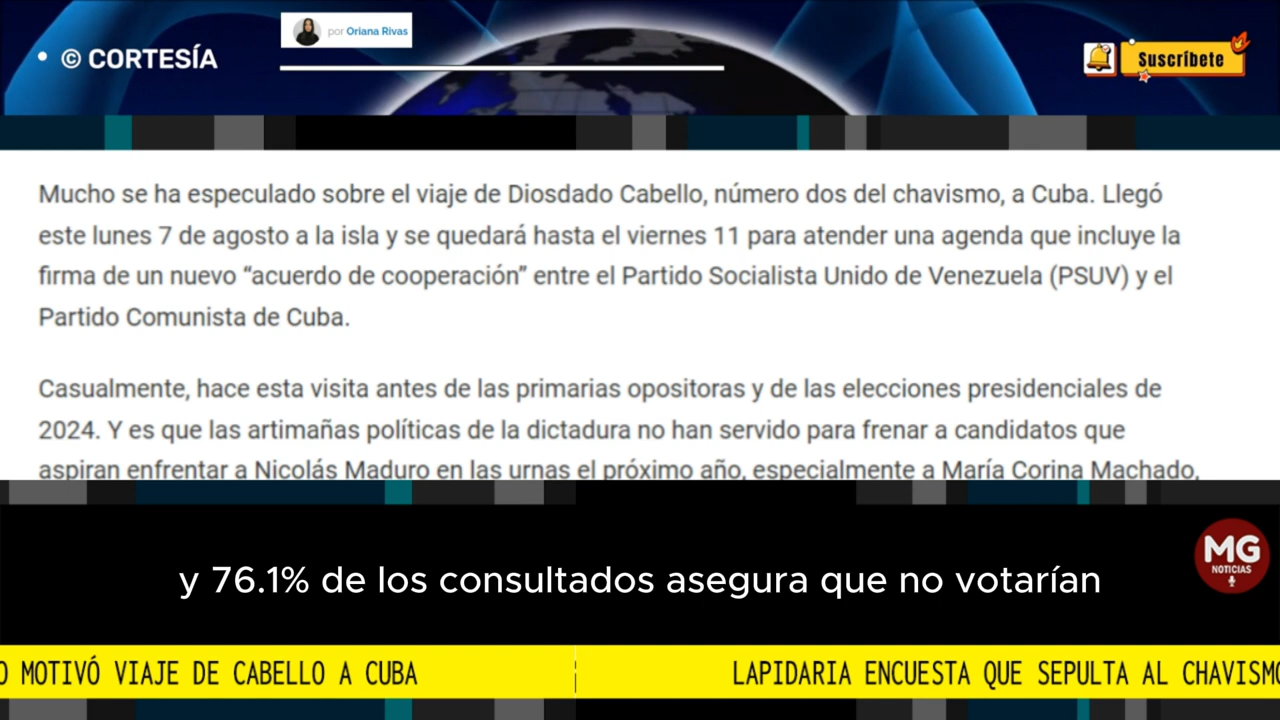 por Oriana Rivas
• © CORTESÍA
Suscríbete
Mucho se ha especulado sobre el viaje de Diosdado Cabello, número dos del chavismo, a Cuba. Llegó
este lunes 7 de agosto a la isla y se quedará hasta el viernes 11 para atender una agenda que incluye la
firma de un nuevo “acuerdo de cooperación” entre el Partido Socialista Unido de Venezuela (PSUV) y el
Partido Comunista de Cuba.
Casualmente, hace esta visita antes de las primarias opositoras y de las elecciones presidenciales de
2024. Y es que las artimañas políticas de la dictadura no han servido para frenar a candidatos que
aspiran enfrentar a Nicolás Maduro en las urnas el próximo año, especialmente a María Corina Machado,
MG
NOTICIAS
y 76.1% de los consultados asegura que no votarían
O MOTIVÓ VIAJE DE CABELLO A CUBA
LAPIDARIA ENCUESTA QUE SEPULTA AL CHAVISMO